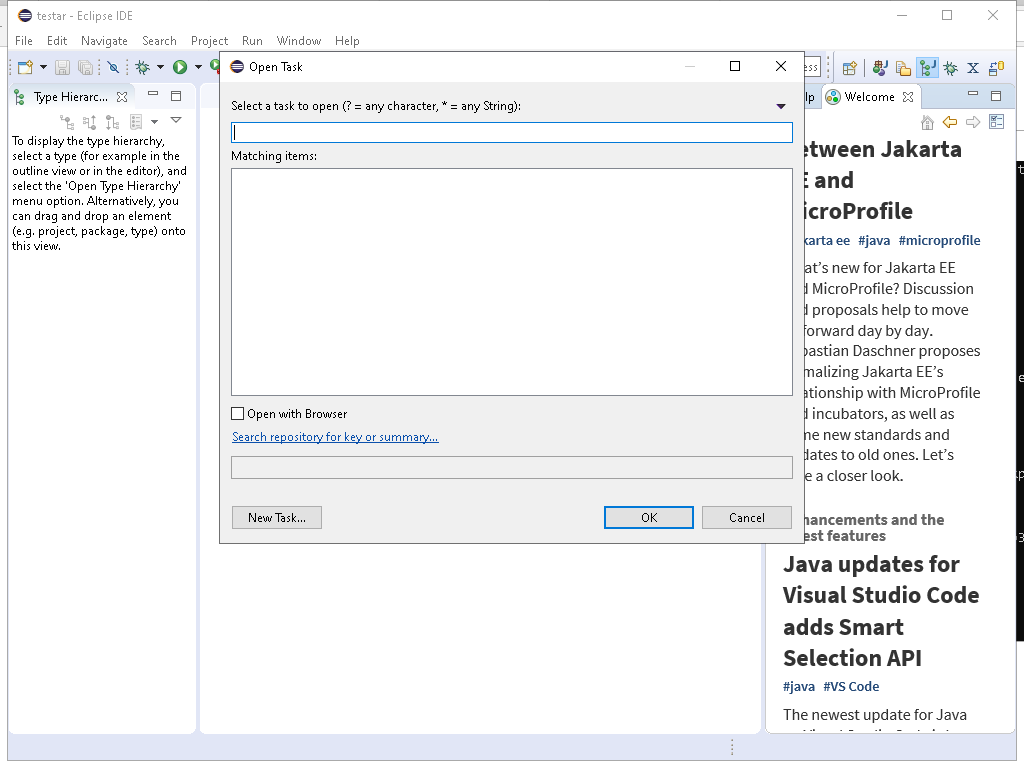 testar - Eclipse IDE
File Edit Navigate Search Project Run Window Help
Open Task
Type Hierarc...
Welcome
To display the type hierarchy,
select a type (for example in the
outline view or in the editor), and
select the 'Open Type Hierarchy'
menu option. Alternatively, you
can drag and drop an element
(e.g. project, package, type) onto
this view.
Select a task to open (? = any character, * = any String):
Matching items:
Open with Browser
Search repository for key or summary...
New Task...
OK
Cancel
etween Jakarta
E and
icroProfile
karta ee #java #microprofile
at's new for Jakarta EE
d MicroProfile? Discussion
d proposals help to move
forward day by day.
bastian Daschner proposes
malizing Jakarta EE's
ationship with MicroProfile
d incubators, as well as
me new standards and
dates to old ones. Let's
e a closer look.
hancements and the
est features
Java updates for
Visual Studio Code
adds Smart
Selection API
#java #VS Code
The newest update for Java